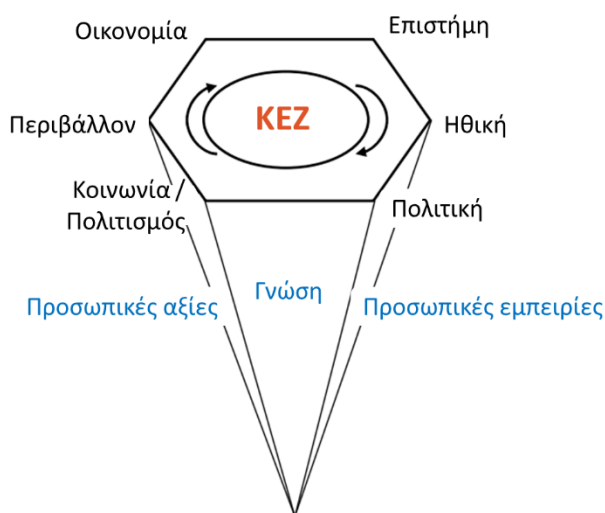 Οικονομία
Επιστήμη
Περιβάλλον
ΚΕΖ
Ηθική
Κοινωνία /
Πολιτισμός
Πολιτική
Προσωπικές αξίες
Γνώση
Προσωπικές εμπειρίες